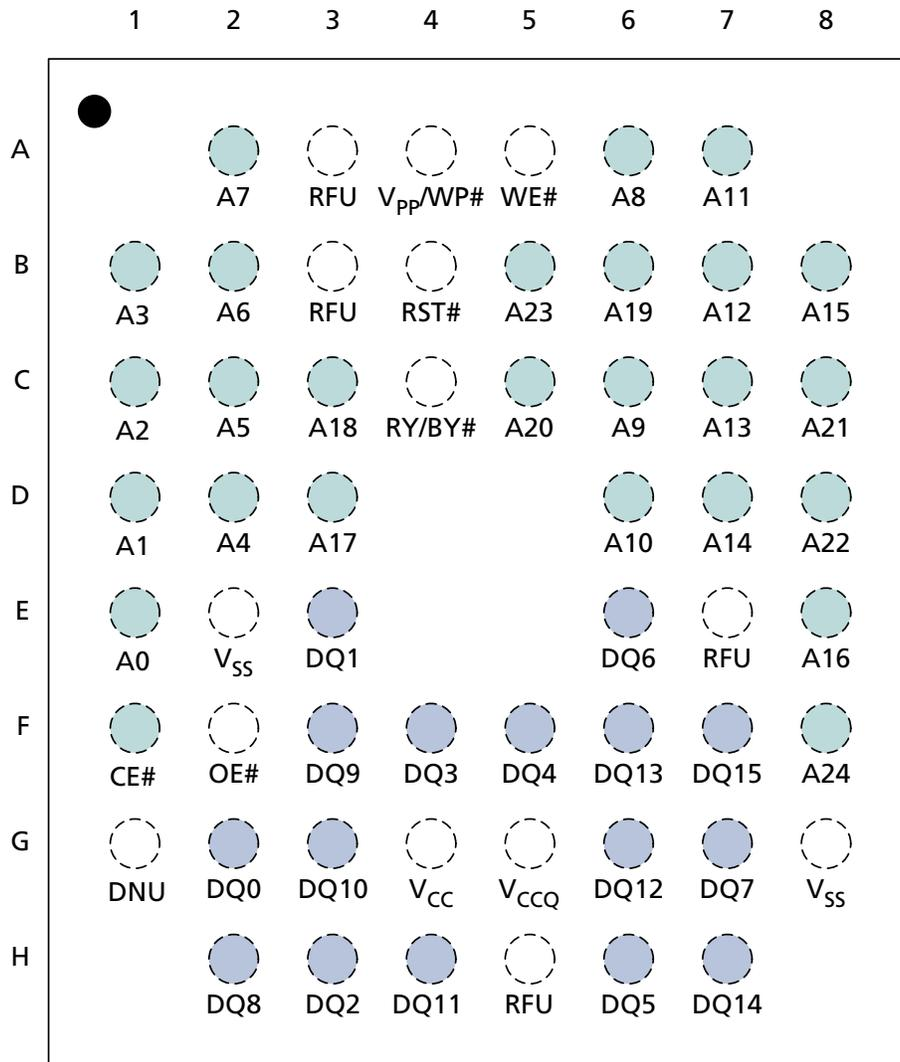 1 2 3 4 5 6 7 8
A
A7 RFU VPP/WP# WE# A8 A11
B
A3 A6 RFU RST# A23 A19 A12 A15
C
A2 A5 A18 RY/BY# A20 A9 A13 A21
D
A1 A4 A17 A10 A14 A22
E
A0 VSS DQ1 DQ6 RFU A16
F
CE# OE# DQ9 DQ3 DQ4 DQ13 DQ15 A24
G
DNU DQ0 DQ10 VCC VCCQ DQ12 DQ7 VSS
H
DQ8 DQ2 DQ11 RFU DQ5 DQ14